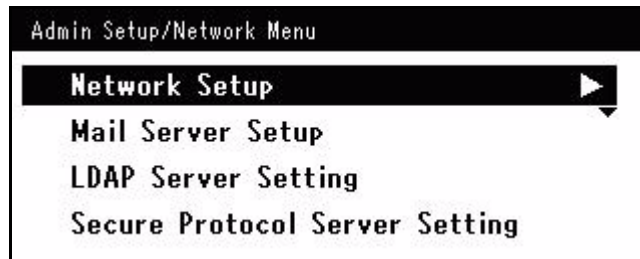 Admin Setup/Network Menu
Network Setup
Mail Server Setup
LDAP Server Setting
Secure Protocol Server Setting